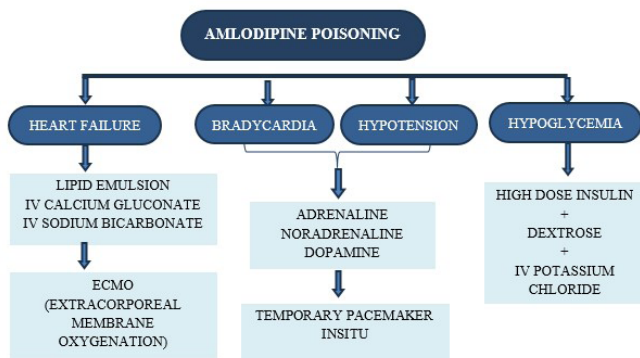 AMLODIPINE POISONING
HEART FAILURE
BRADYCARDIA
HYPOTENSION
HYPOGLYCEMIA
LIPID EMULSION
IV CALCIUM GLUCONATE
IV SODIUM BICARBONATE
ECMO
(EXTRACORPOREAL
MEMBRANE
OXYGENATION)
ADRENALINE
NORADRENALINE
DOPAMINE
TEMPORARY PACEMAKER
INSITU
HIGH DOSE INSULIN
+
DEXTROSE
+
IV POTASSIUM
CHLORIDE